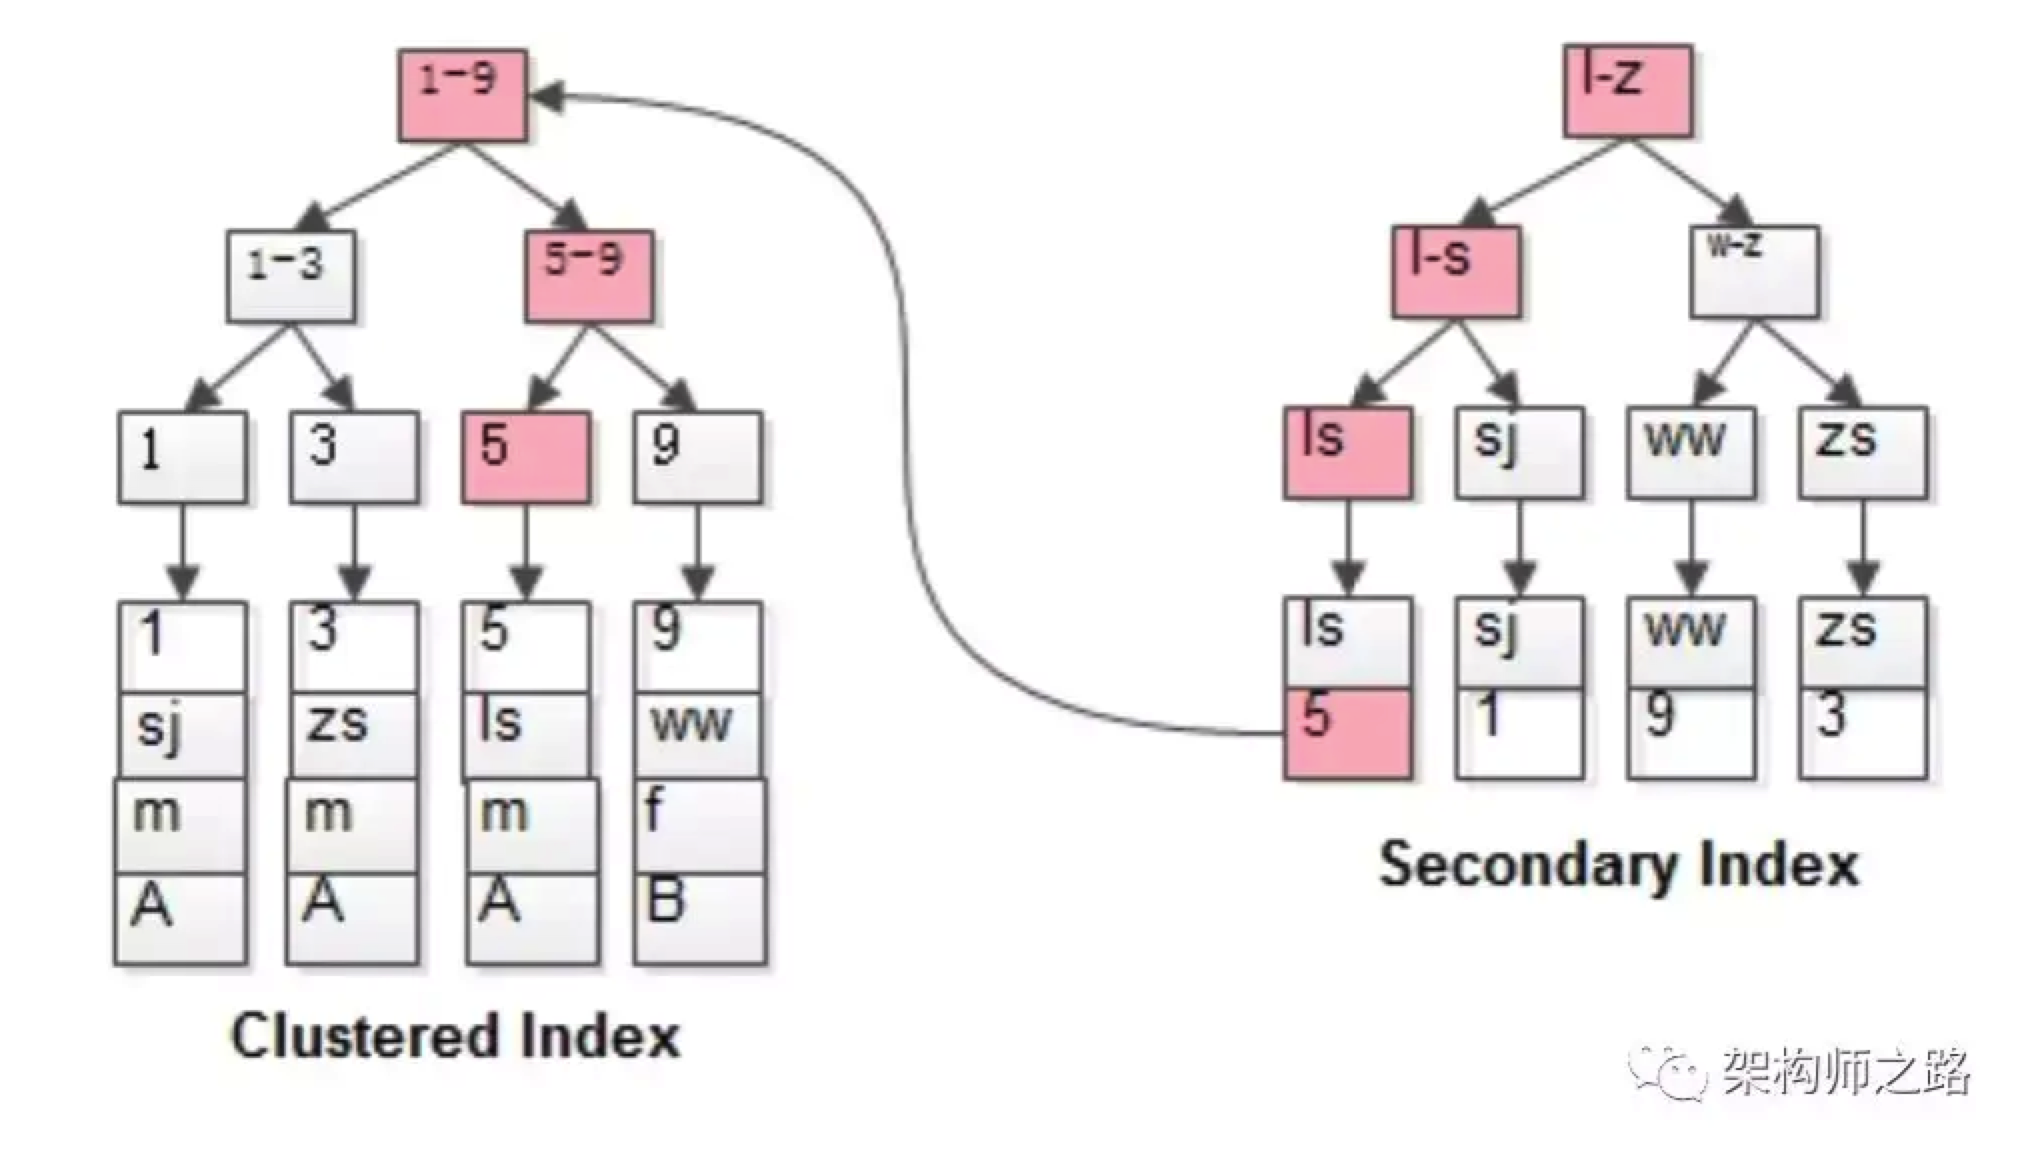 1-9
l-z
1-3
5-9
l-s
w-z
1
3
5
9
ls
sj
ww
zs
1
3
5
9
sj
zs
ls
ww
m
m
m
f
A
A
A
B
ls
sj
ww
zs
5
1
9
3
Secondary Index
Clustered Index
架构师之路